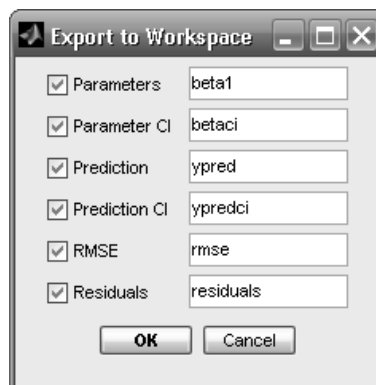 Export to Workspace
Parameters beta1
Parameter CI betaci
Prediction ypred
Prediction CI ypredci
RMSE rmse
Residuals residuals
OK Cancel